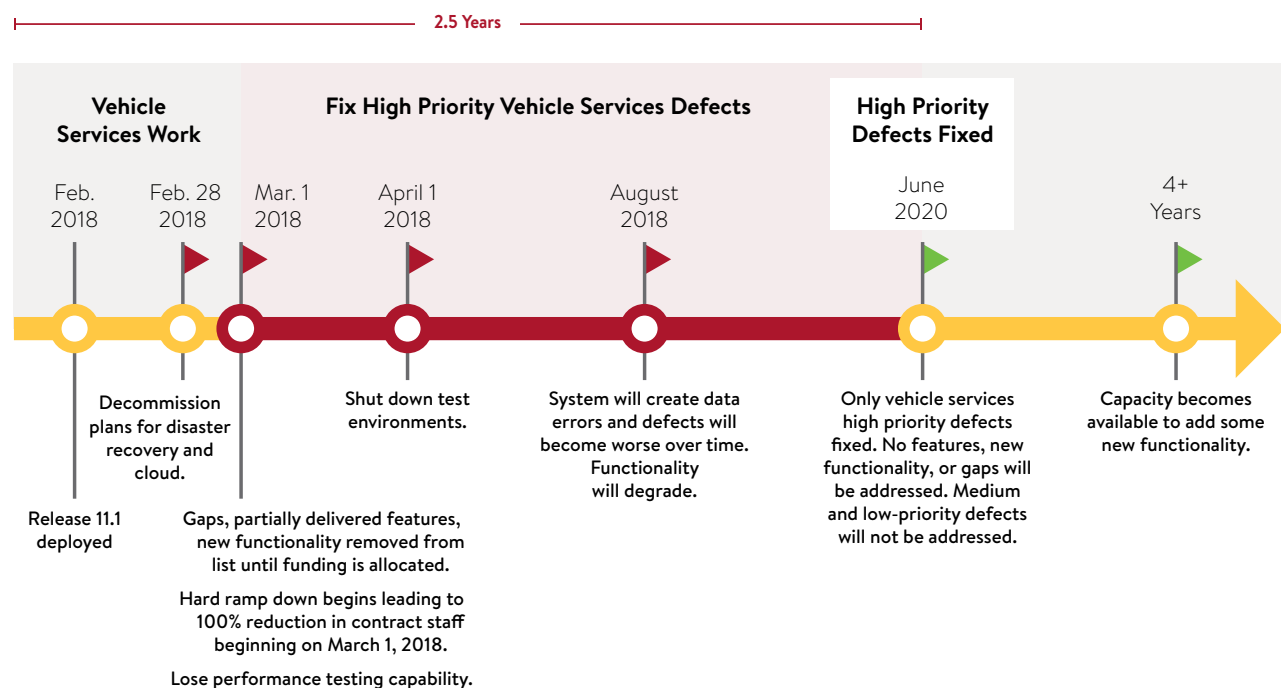 2.5 Years
Vehicle
Services Work
Fix High Priority Vehicle Services Defects
High Priority
Defects Fixed
Feb.
2018
Feb. 28
2018
Mar. 1
2018
April 1
2018
August
2018
June
2020
4+
Years
Release 11.1
deployed
Decommission
plans for disaster
recovery and
cloud.
Gaps, partially delivered features,
new functionality removed from
list until funding is allocated.
Hard ramp down begins leading to
100% reduction in contract staff
beginning on March 1, 2018.
Lose performance testing capability.
Shut down test
environments.
System will create data
errors and defects will
become worse over time.
Functionality
will degrade.
Only vehicle services
high priority defects
fixed. No features, new
functionality, or gaps will
be addressed. Medium
and low-priority defects
will not be addressed.
Capacity becomes
available to add some
new functionality.